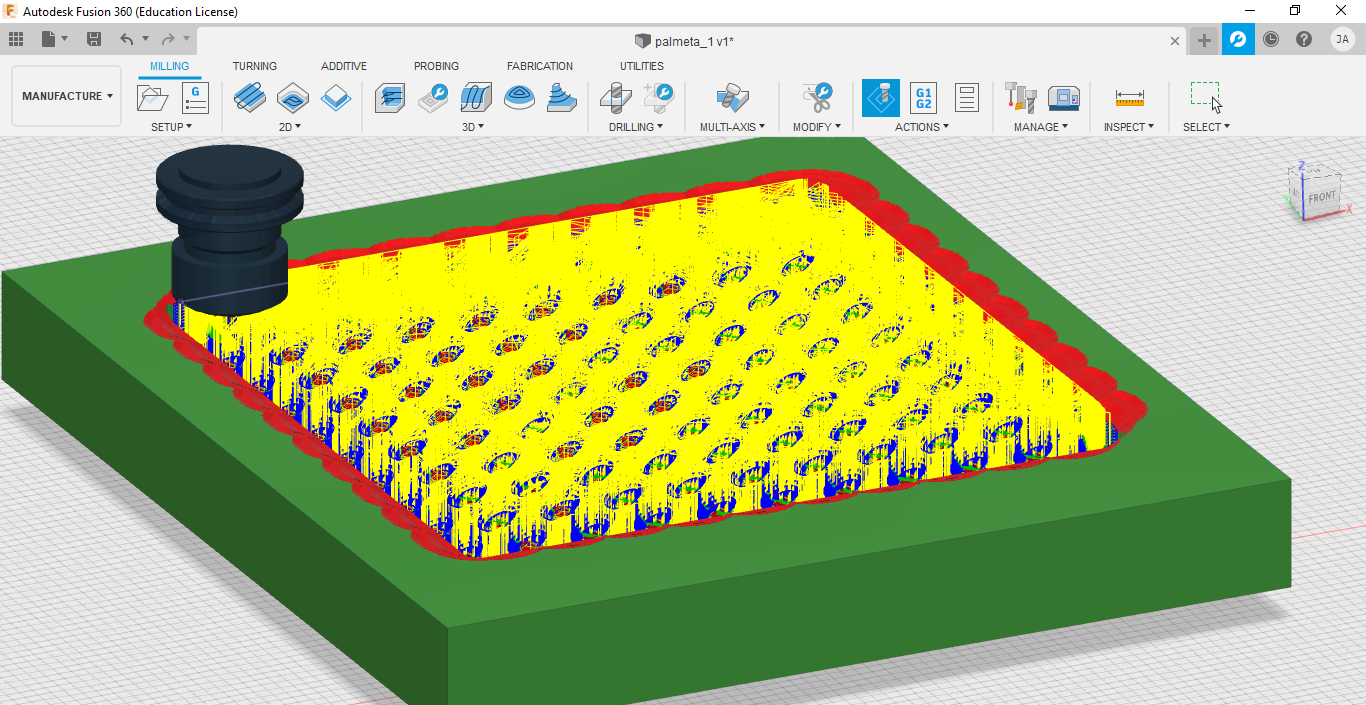 Autodesk Fusion 360 (Education License)
palmeta_1 v1*
JA
MILLING TURNING ADDITIVE PROBING FABRICATION UTILITIES
MANUFACTURE
G
G1
G2
SETUP 2D 3D DRILLING MULTI-AXIS MODIFY ACTIONS MANAGE INSPECT SELECT
Z
FRONT
X